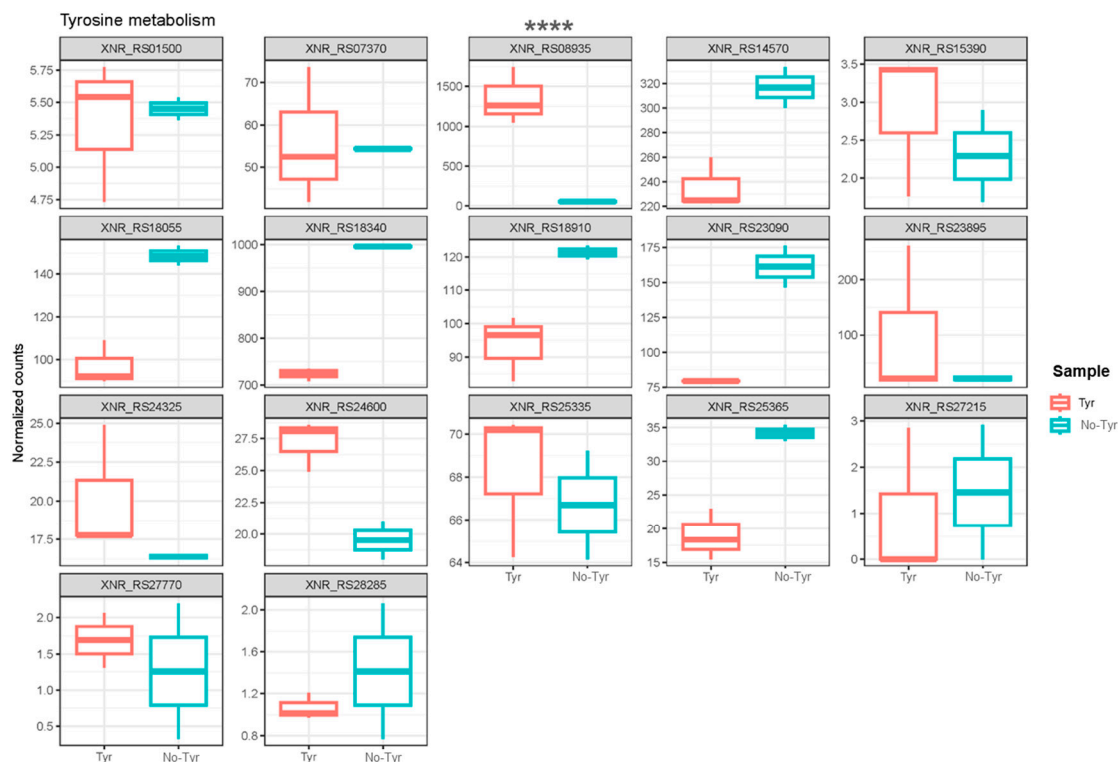 Tyrosine metabolism
****
XNR_RS01500 XNR_RS07370 XNR_RS08935 XNR_RS14570 XNR_RS15390
5.75 5.50 5.25 5.00 4.75
70 60 50
1500 1000 500 0
320 300 280 260 240 220
3.5 3.0 2.5 2.0
XNR_RS18055 XNR_RS18340 XNR_RS18910 XNR_RS23090 XNR_RS23895
140 120 100
1000 900 800 700
120 110 100 90
175 150 125 100 75
200 100
XNR_RS24325 XNR_RS24600 XNR_RS25335 XNR_RS25365 XNR_RS27215
25.0 22.5 20.0 17.5
27.5 25.0 22.5 20.0
70 68 66 64
35 30 25 20 15
3 2 1 0
Tyr No-Tyr Tyr No-Tyr Tyr No-Tyr
XNR_RS27770 XNR_RS28285
2.0 1.5 1.0 0.5
2.0 1.6 1.2 0.8
Tyr No-Tyr Tyr No-Tyr
Normalized counts
Sample
Tyr
No-Tyr